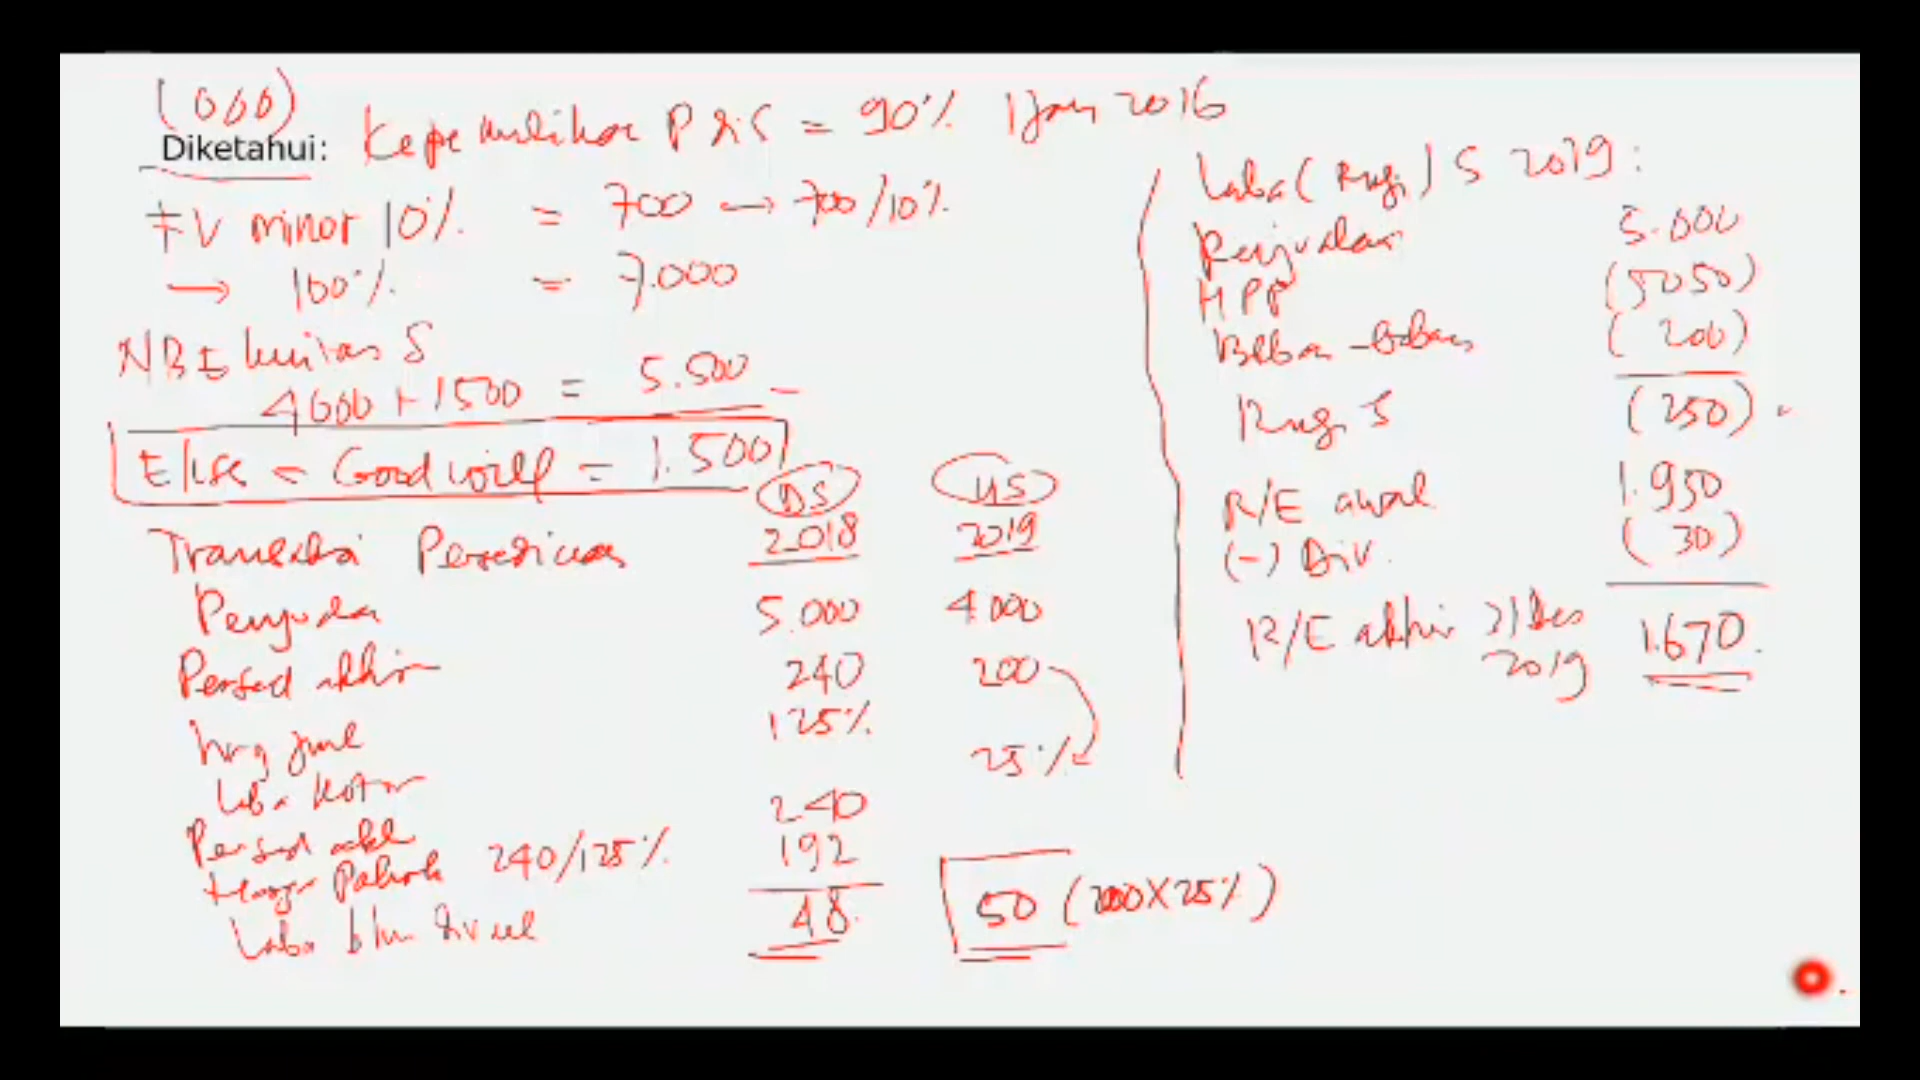 (000)
Diketahui: Kepemilikan P di S = 90% 1 Jan 2016
FV minor 10% = 700 → 700/10%
→ 100% = 7.000
NB Ekuitas S
4000 + 1500 = 5.500
= Goodwill = 1.500
DS US
Transaksi Persediaan 2018 2019
Penjuala 5.000 4.000
Persed akhir 240 200
hrg jual 125%
Laba Kotor 25%
Persed akh 240
Harga Pokok 240/125% 192
Laba blm 48 50 (200X25%)
Laba (Rugi) S 2019:
Penjualan 5.000
HPP (5050)
Beban-beban (200)
Rugi S (250)
R/E awal 1.950
(-) Div. (30)
R/E akhir 31 Des 2019 1.670